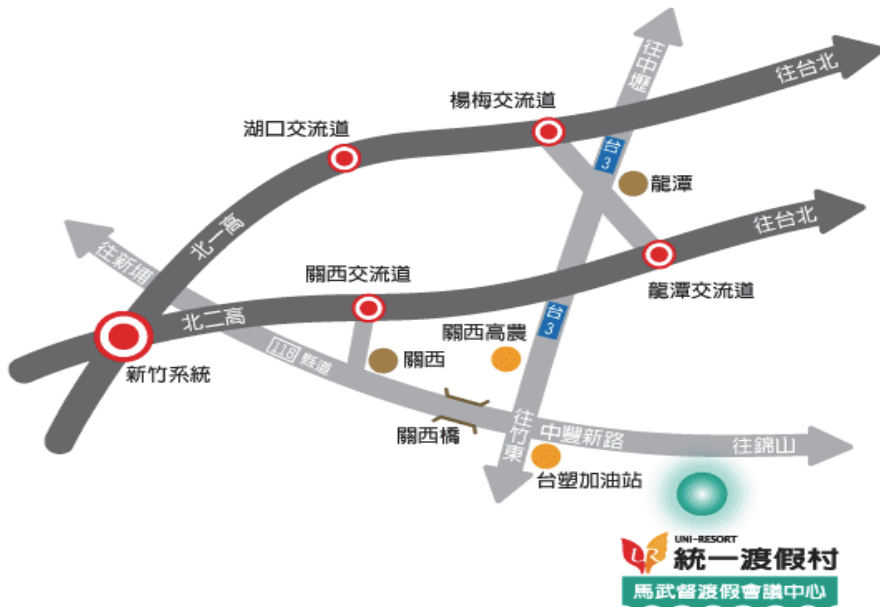 往中壢
往台北
楊梅交流道
湖口交流道
台3
龍潭
北一高
往台北
往新埔
關西交流道
龍潭交流道
北二高
台3
關西高農
118 縣道
關西
新竹系統
往竹東
中豐新路
往錦山
關西橋
台塑加油站
UNI-RESORT
UR
統一渡假村
馬武督渡假會議中心